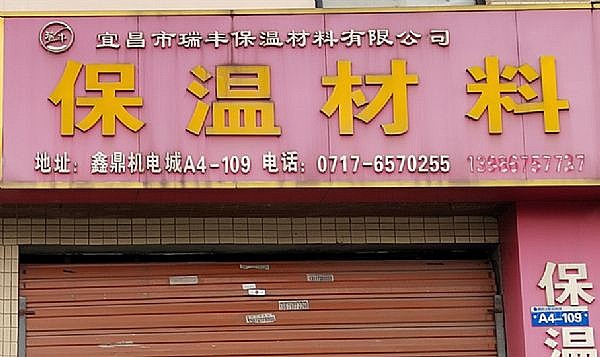 宜昌市瑞丰保温材料有限公司
保温材料
地址：鑫鼎机电城A4-109 电话：0717-6570255
保温
A4-109